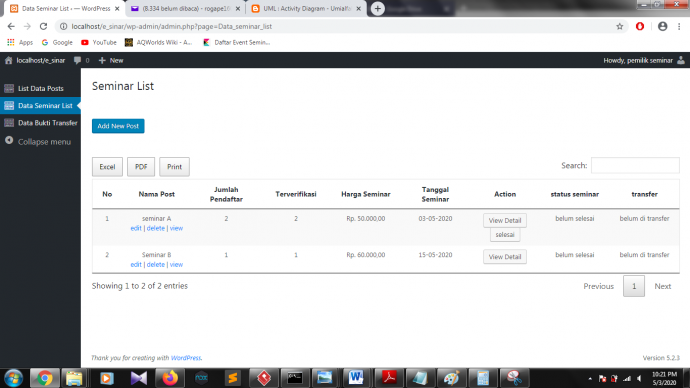 Data Seminar List ‹ — WordPress
(8.334 belum dibaca) - rogape1
UML : Activity Diagram - Umiaf
localhost/e_sinar/wp-admin/admin.php?page=Data_seminar_list
Apps
Google
YouTube
AQWorlds Wiki - A...
Daftar Event Semin...
localhost/e_sinar
0
+ New
Howdy, pemilik seminar
List Data Posts
Data Seminar List
Data Bukti Transfer
Collapse menu
Seminar List
Add New Post
Excel
PDF
Print
Search:
No
Nama Post
Jumlah Pendaftar
Terverifikasi
Harga Seminar
Tanggal Seminar
Action
status seminar
transfer
1
seminar A
edit | delete | view
2
2
Rp. 50.000,00
03-05-2020
View Detail
selesai
belum selesai
belum di transfer
2
Seminar B
edit | delete | view
1
1
Rp. 60.000,00
15-05-2020
View Detail
belum selesai
belum di transfer
Showing 1 to 2 of 2 entries
Previous
1
Next
Thank you for creating with WordPress.
Version 5.2.3
10:21 PM
5/3/2020